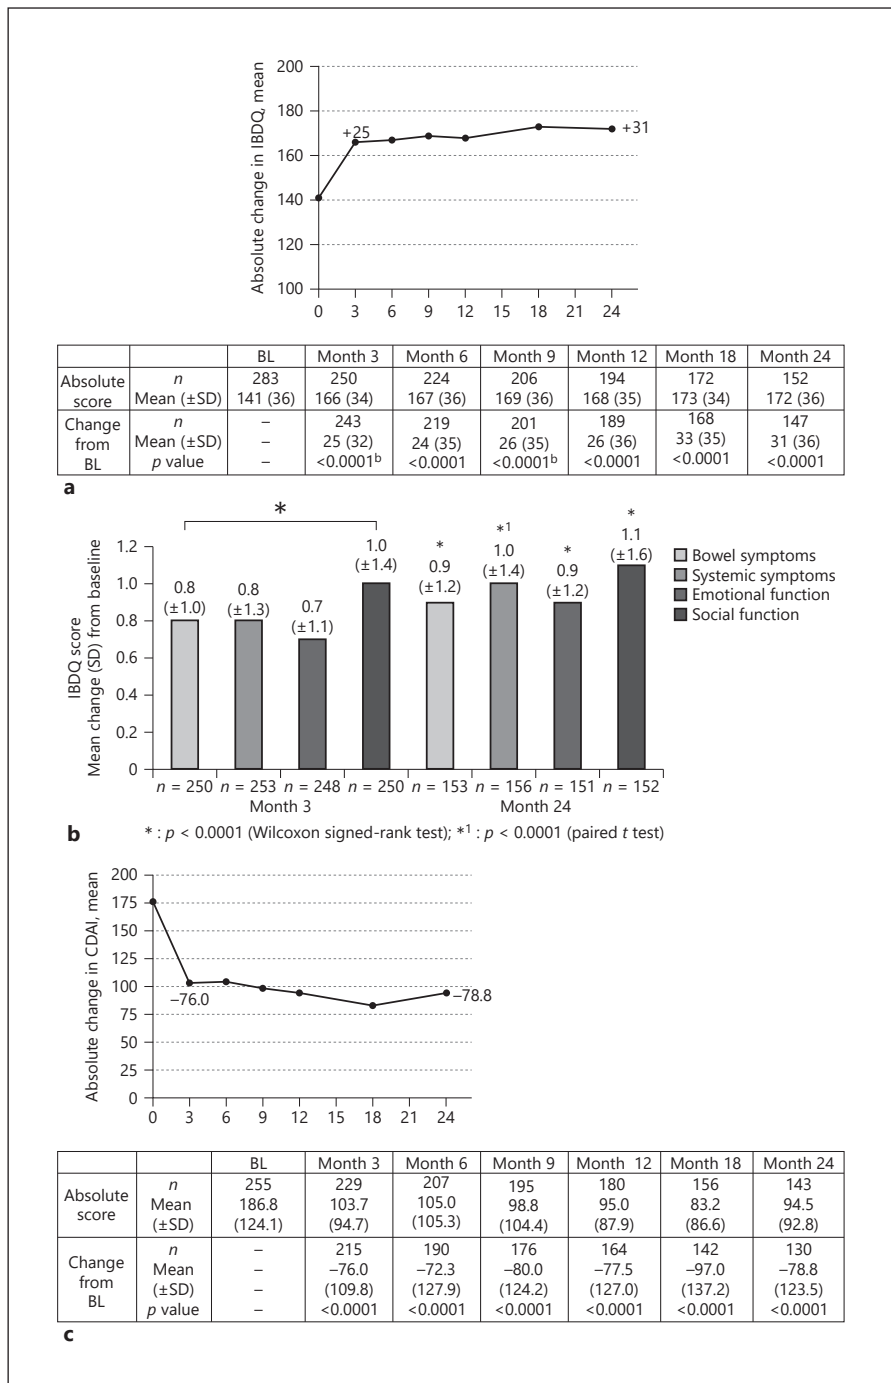 Absolute change in IBDQ, mean
200
180
160
140
120
100
+25
+31
0 3 6 9 12 15 18 21 24
BL Month 3 Month 6 Month 9 Month 12 Month 18 Month 24
Absolute score
n 283 250 224 206 194 172 152
Mean (±SD) 141 (36) 166 (34) 167 (36) 169 (36) 168 (35) 173 (34) 172 (36)
Change from BL
n – 243 219 201 189 168 147
Mean (±SD) – 25 (32) 24 (35) 26 (35) 26 (36) 33 (35) 31 (36)
p value – <0.0001b <0.0001 <0.0001b <0.0001 <0.0001 <0.0001
a
IBDQ score
Mean change (SD) from baseline
1.2
1.0
0.8
0.6
0.4
0.2
0
*
0.8
(±1.0)
0.8
(±1.3)
0.7
(±1.1)
1.0
(±1.4)
*
0.9
(±1.2)
*1
1.0
(±1.4)
*
0.9
(±1.2)
*
1.1
(±1.6)
Bowel symptoms
Systemic symptoms
Emotional function
Social function
n = 250 n = 253 n = 248 n = 250 n = 153 n = 156 n = 151 n = 152
Month 3 Month 24
b
* : p < 0.0001 (Wilcoxon signed-rank test); *1 : p < 0.0001 (paired t test)
Absolute change in CDAI, mean
200
175
150
125
100
75
50
25
0
–76.0
–78.8
0 3 6 9 12 15 18 21 24
BL Month 3 Month 6 Month 9 Month 12 Month 18 Month 24
Absolute score
n 255 229 207 195 180 156 143
Mean 186.8 103.7 105.0 98.8 95.0 83.2 94.5
(±SD) (124.1) (94.7) (105.3) (104.4) (87.9) (86.6) (92.8)
Change from BL
n – 215 190 176 164 142 130
Mean – –76.0 –72.3 –80.0 –77.5 –97.0 –78.8
(±SD) – (109.8) (127.9) (124.2) (127.0) (137.2) (123.5)
p value – <0.0001 <0.0001 <0.0001 <0.0001 <0.0001 <0.0001
c